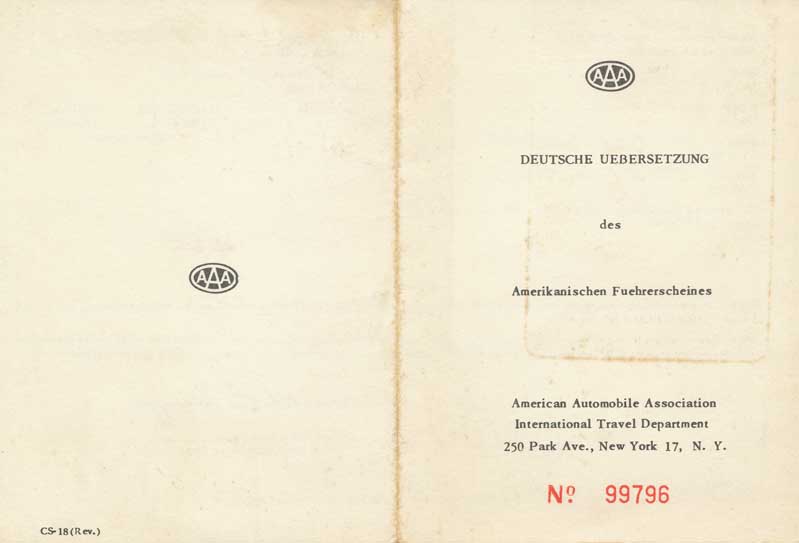 AAA
CS-18 (Rev.)
AAA
DEUTSCHE UEBERSETZUNG
des
Amerikanischen Fuehrerscheines
American Automobile Association
International Travel Department
250 Park Ave., New York 17, N. Y.
Nº 99796